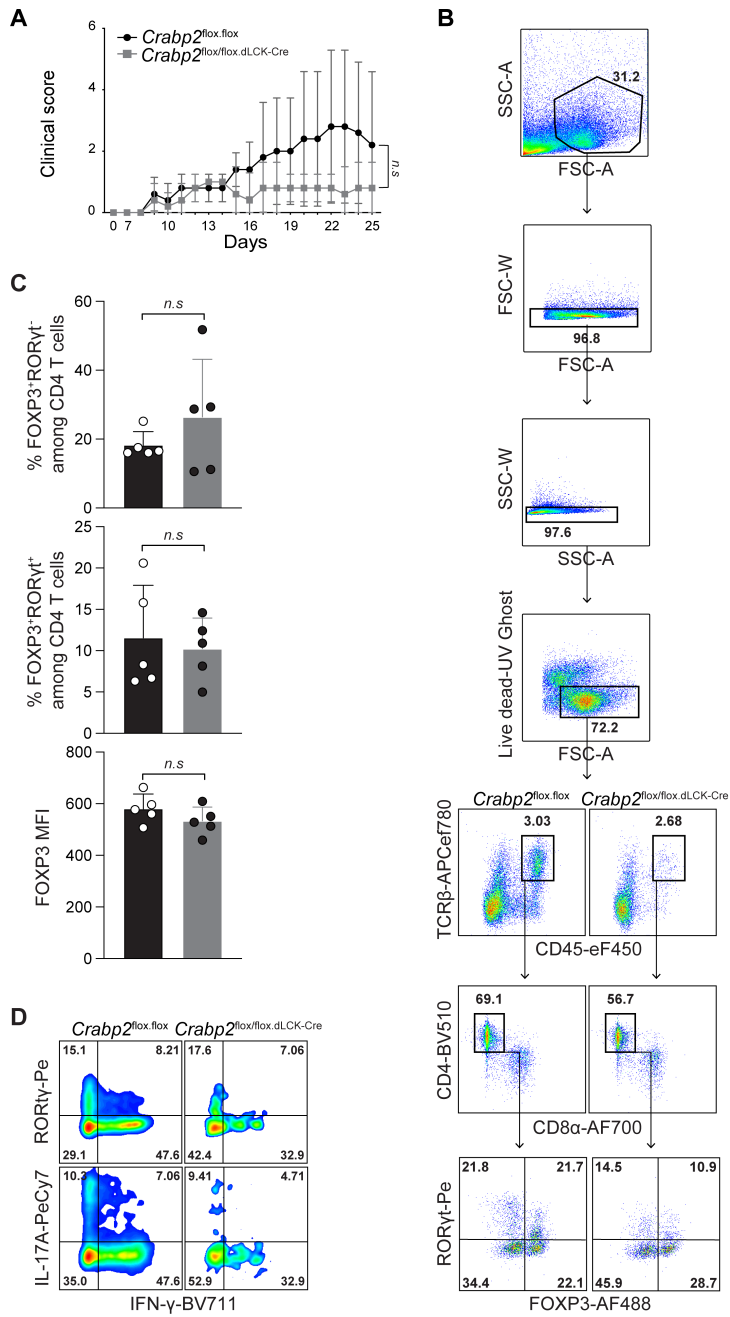 A
Crabp2flox.flox
Crabp2flox/flox.dLCK-Cre
Clinical score
6
4
2
0
n.s
0 7 10 13 16 19 22 25
Days
B
SSC-A
31.2
FSC-A
FSC-W
96.8
FSC-A
SSC-W
97.6
SSC-A
Live dead-UV Ghost
72.2
FSC-A
Crabp2flox.flox Crabp2flox/flox.dLCK-Cre
3.03 2.68
TCRβ-APCef780
CD45-eF450
69.1 56.7
CD4-BV510
CD8α-AF700
21.8 21.7 14.5 10.9
RORγt-Pe
34.4 22.1 45.9 28.7
FOXP3-AF488
C
% FOXP3+RORγt-
among CD4 T cells
60
40
20
0
n.s
% FOXP3+RORγt+
among CD4 T cells
25
20
15
10
5
0
n.s
FOXP3 MFI
800
600
400
200
0
n.s
D
Crabp2flox.flox Crabp2flox/flox.dLCK-Cre
15.1 8.21 17.6 7.06
RORtγ-Pe
29.1 47.6 42.4 32.9
7.06 9.41 4.71
IL-17A-PeCy7
35.0 47.6 52.9 32.9
IFN-γ-BV711